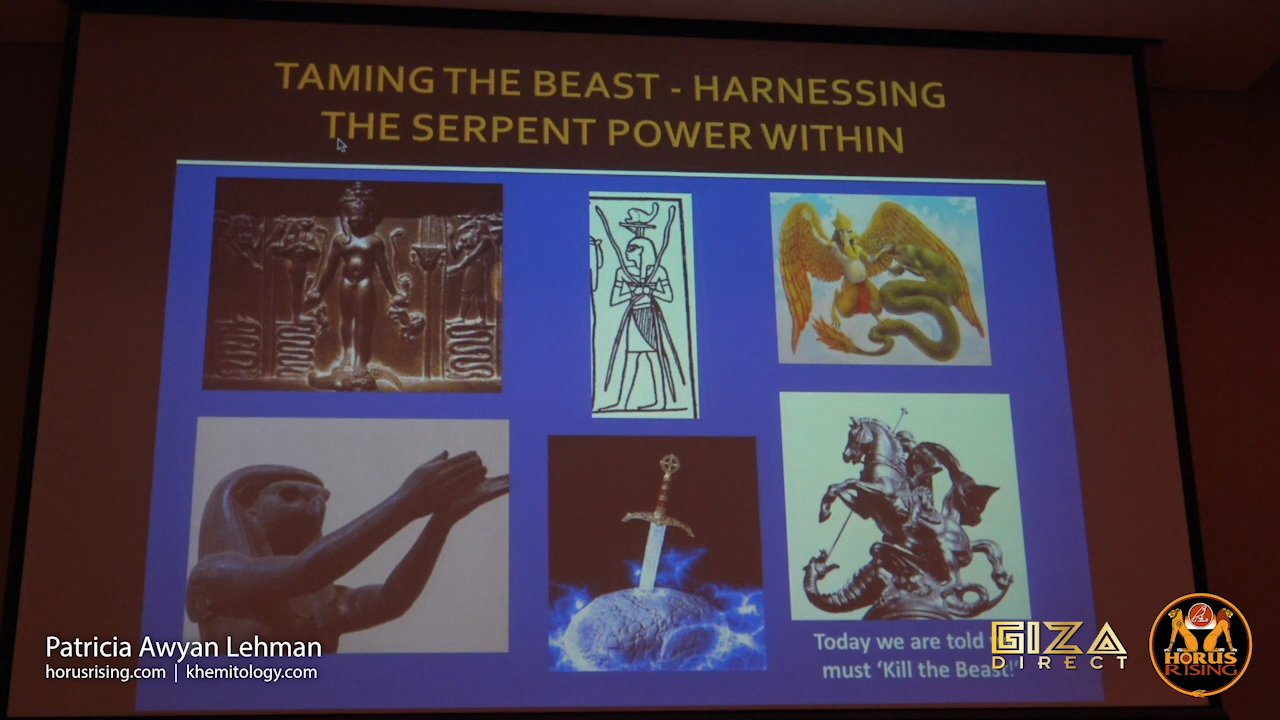 TAMING THE BEAST - HARNESSING
THE SERPENT POWER WITHIN
Today we are told
must 'Kill the Beast!'
Patricia Awyan Lehman
horusrising.com | khemitology.com
GIZA
DIRECT
HORUS
RISING